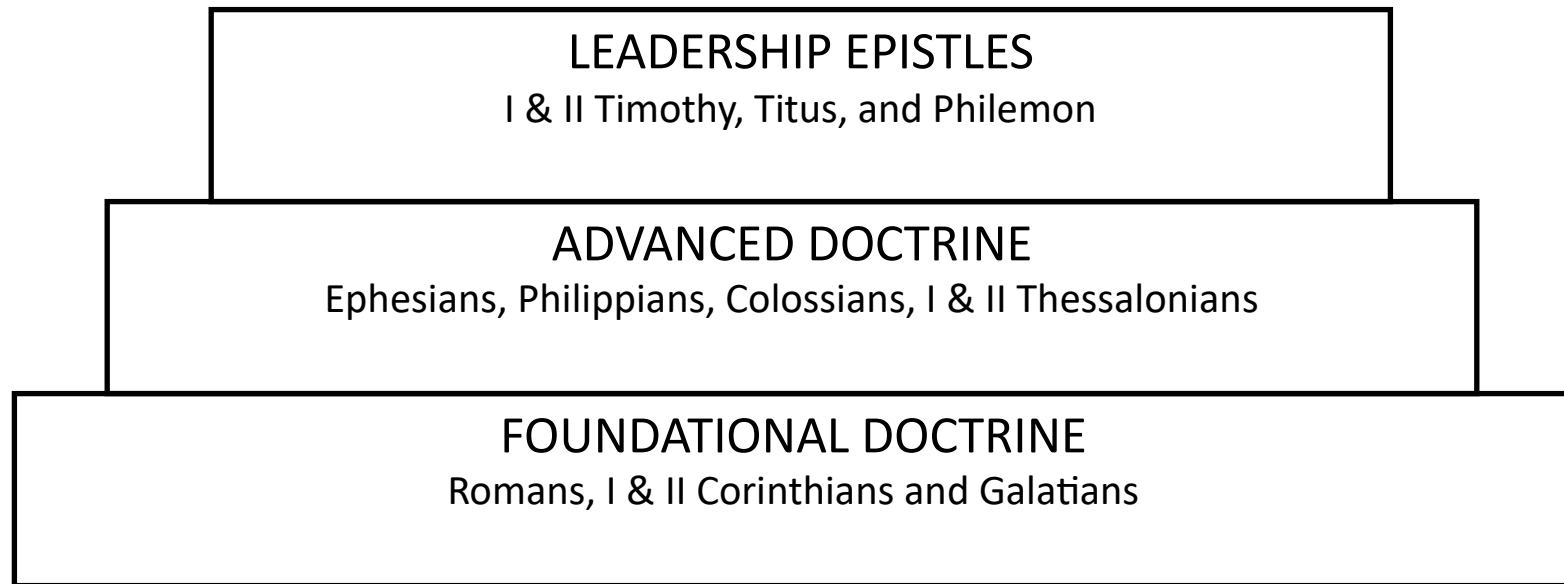 LEADERSHIP EPISTLES
I & II Timothy, Titus, and Philemon
ADVANCED DOCTRINE
Ephesians, Philippians, Colossians, I & II Thessalonians
FOUNDATIONAL DOCTRINE
Romans, I & II Corinthians and Galatians